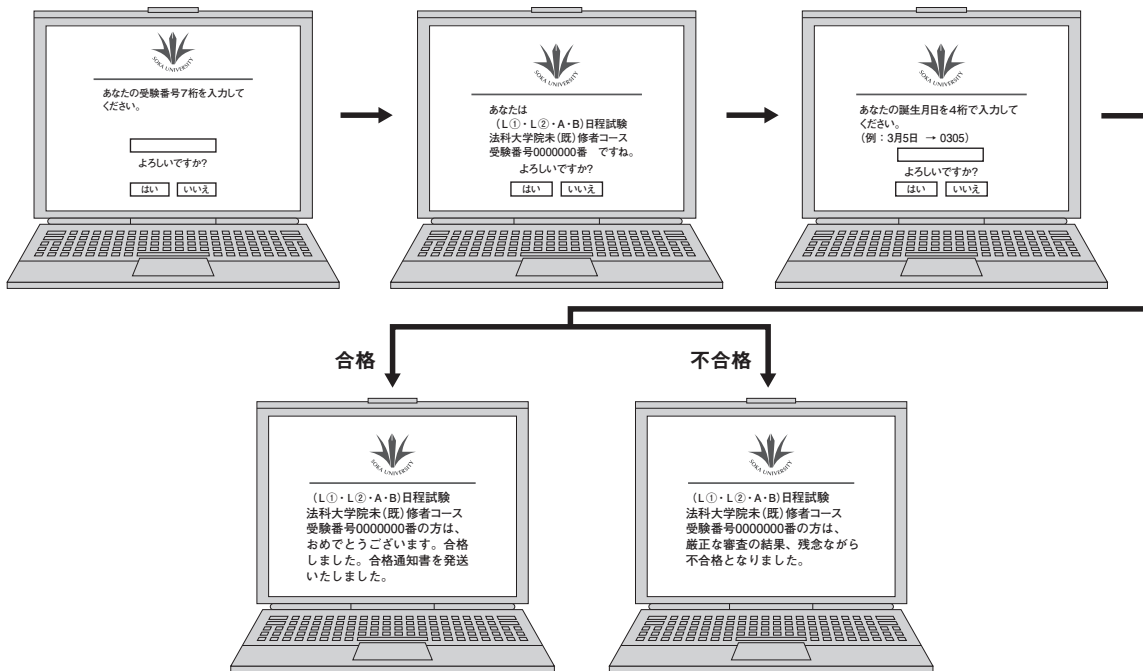 SOKA UNIVERSITY
あなたの受験番号7桁を入力して
ください。
よろしいですか?
はい いいえ
SOKA UNIVERSITY
あなたは
(L①・L②・A・B)日程試験
法科大学院未(既)修者コース
受験番号0000000番 ですね。
よろしいですか?
はい いいえ
SOKA UNIVERSITY
あなたの誕生月日を4桁で入力して
ください。
(例:3月5日 → 0305)
よろしいですか?
はい いいえ
合格
不合格
SOKA UNIVERSITY
(L①・L②・A・B)日程試験
法科大学院未(既)修者コース
受験番号0000000番の方は、
おめでとうございます。合格
しました。合格通知書を発送
いたしました。
SOKA UNIVERSITY
(L①・L②・A・B)日程試験
法科大学院未(既)修者コース
受験番号0000000番の方は、
厳正な審査の結果、残念ながら
不合格となりました。